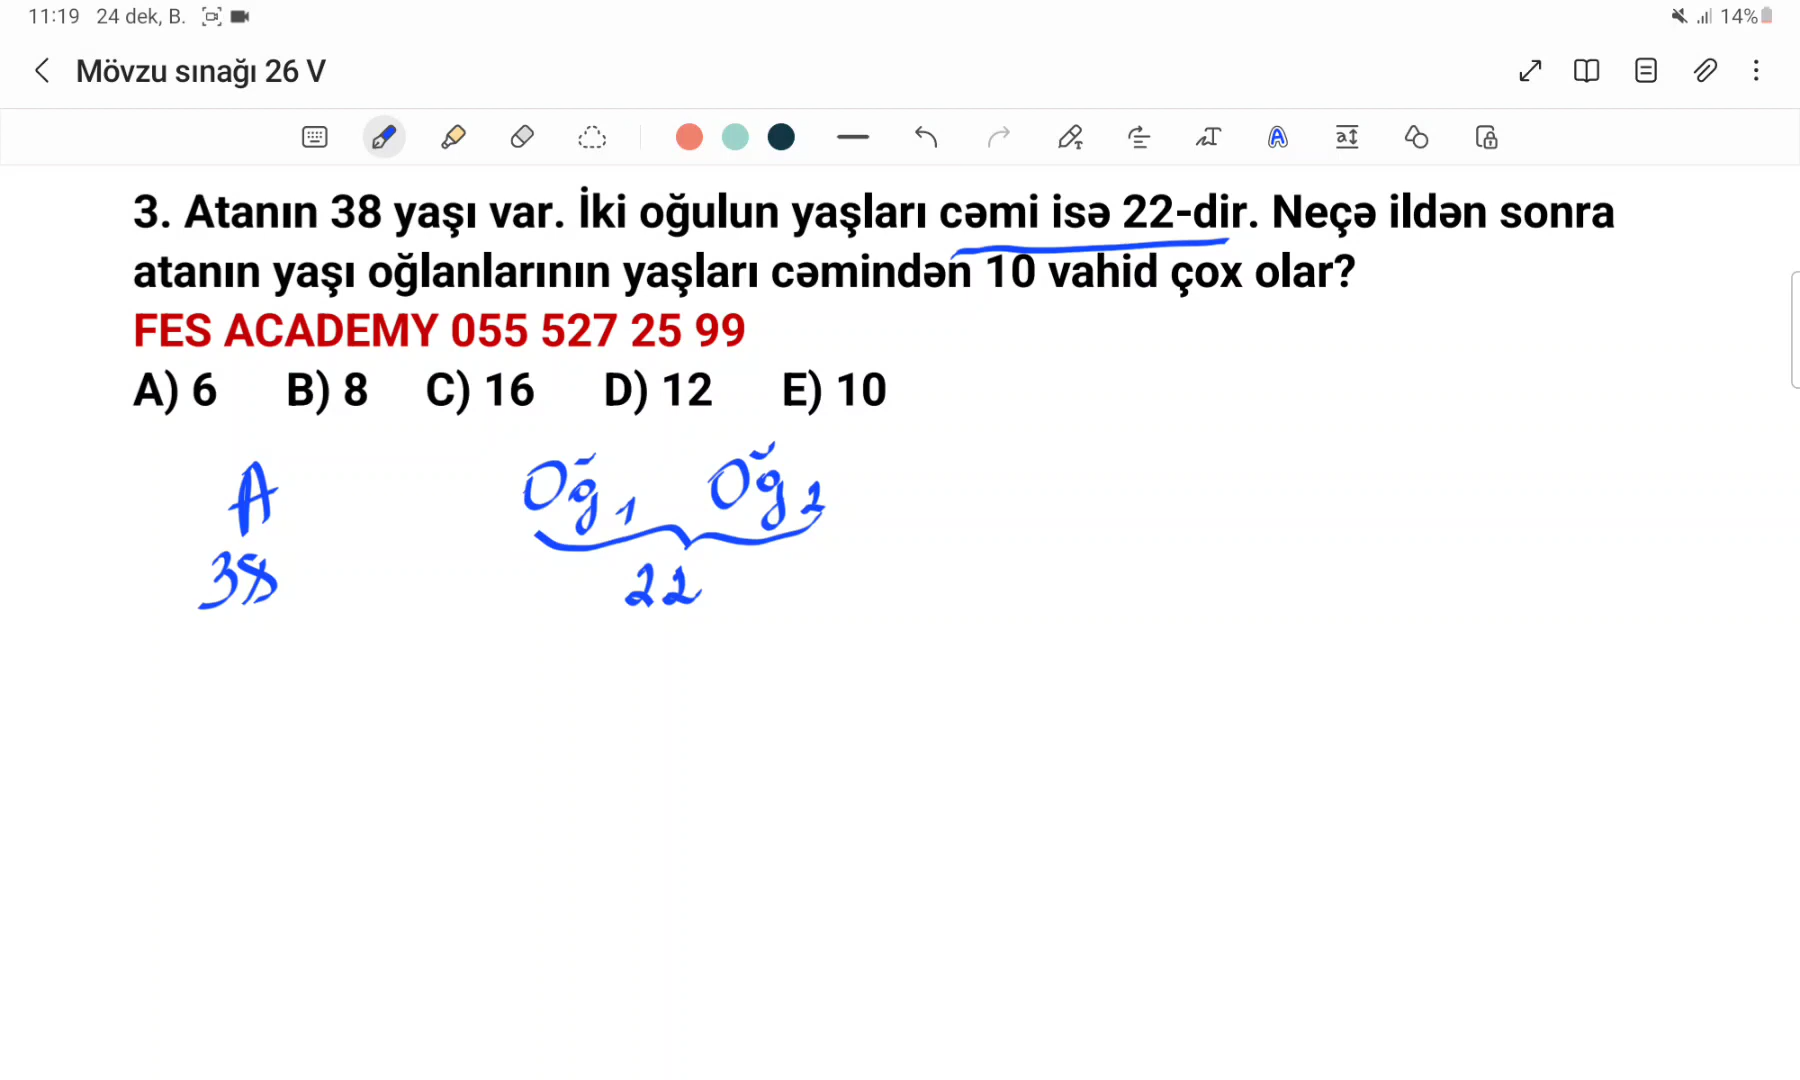 11:19 24 dek, B. 14%
Mövzu sınağı 26 V
3. Atanın 38 yaşı var. İki oğulun yaşları cəmi isə 22-dir. Neçə ildən sonra
atanın yaşı oğlanlarının yaşları cəmindən 10 vahid çox olar?
FES ACADEMY 055 527 25 99
A) 6 B) 8 C) 16 D) 12 E) 10
A Oğ1 Oğ2
38 22